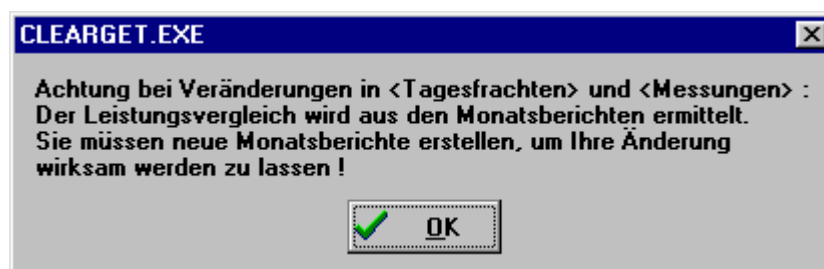 CLEARGET.EXE
Achtung bei Veränderungen in <Tagesfrachten> und <Messungen> :
Der Leistungsvergleich wird aus den Monatsberichten ermittelt.
Sie müssen neue Monatsberichte erstellen, um Ihre Änderung
wirksam werden zu lassen !
OK